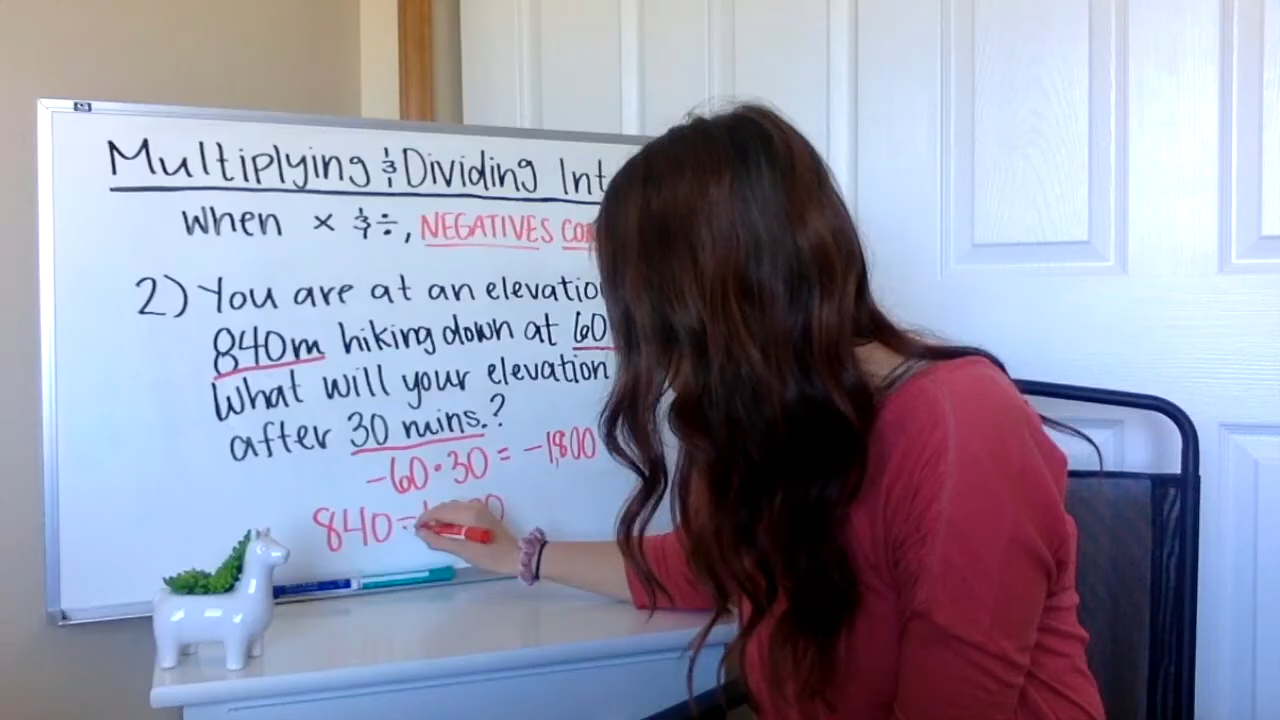 Multiplying & Dividing Int
when × & ÷, NEGATIVES
2) You are at an elevatio
840m hiking down at 60
What will your elevation
after 30 mins.?
-60·30 = -1,800
840-